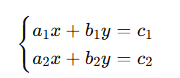 a₁x + b₁y = c₁
a₂x + b₂y = c₂